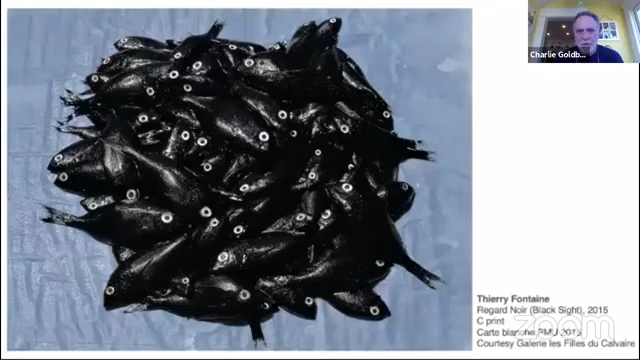 Charlie Goldb...
Thierry Fontaine
Regard Noir (Black Sight), 2015
C print
Carte blanche PMU 2015
Courtesy Galerie les Filles du Calvaire
zoom